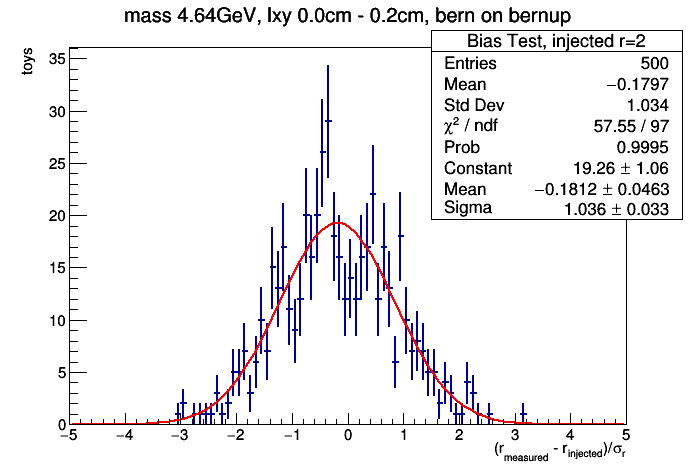 mass 4.64GeV, lxy 0.0cm - 0.2cm, bern on bernup
toys
Bias Test, injected r=2
Entries 500
Mean −0.1797
Std Dev 1.034
χ² / ndf 57.55 / 97
Prob 0.9995
Constant 19.26 ± 1.06
Mean −0.1812 ± 0.0463
Sigma 1.036 ± 0.033
35
30
25
20
15
10
5
0
−5 −4 −3 −2 −1 0 1 2 3 4 5
(r_measured - r_injected)/σ_r